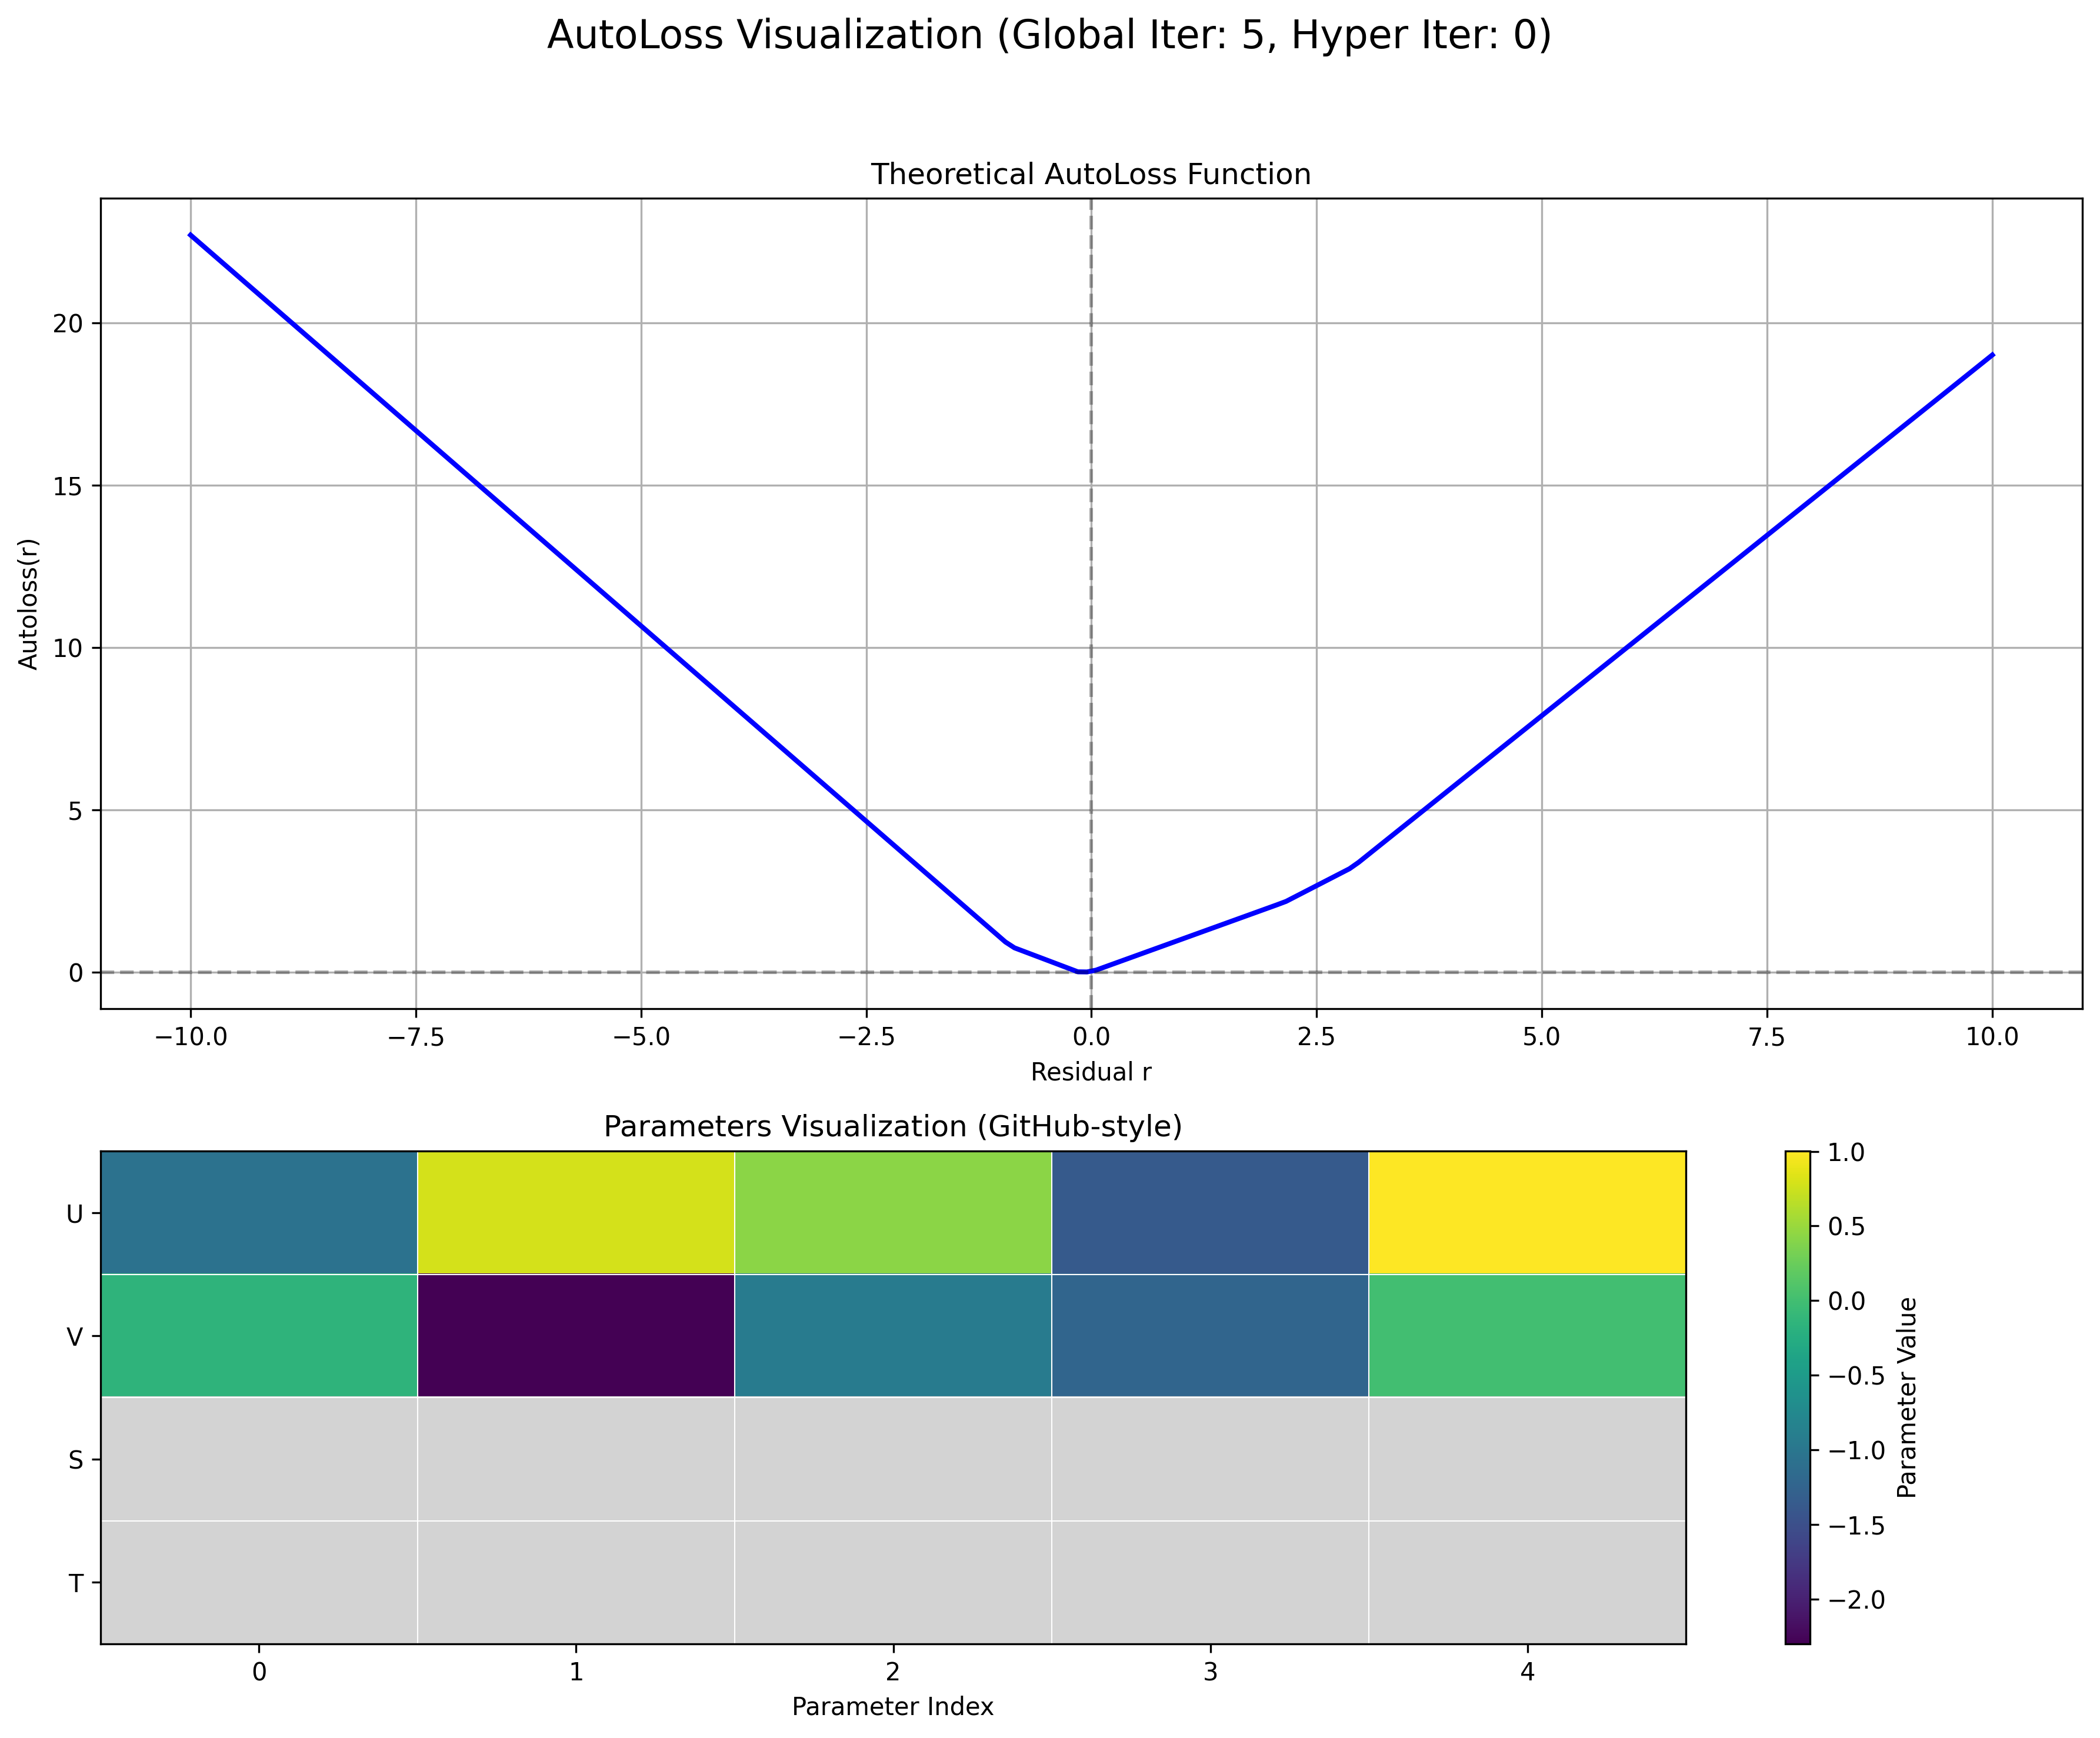 AutoLoss Visualization (Global Iter: 5, Hyper Iter: 0)
Theoretical AutoLoss Function
20
15
10
5
0
Autoloss(r)
−10.0 −7.5 −5.0 −2.5 0.0 2.5 5.0 7.5 10.0
Residual r
Parameters Visualization (GitHub-style)
U
V
S
T
0 1 2 3 4
Parameter Index
1.0
0.5
0.0
−0.5
−1.0
−1.5
−2.0
Parameter Value